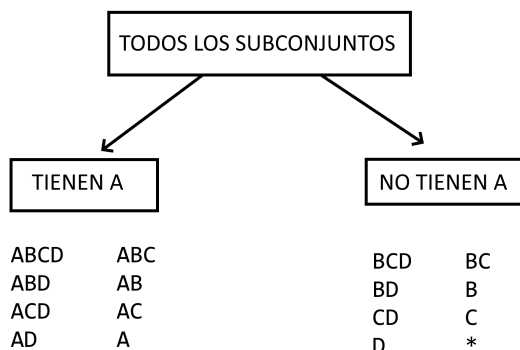 TODOS LOS SUBCONJUNTOS
TIENEN A
NO TIENEN A
ABCD ABC
ABD AB
ACD AC
AD A
BCD BC
BD B
CD C
D *